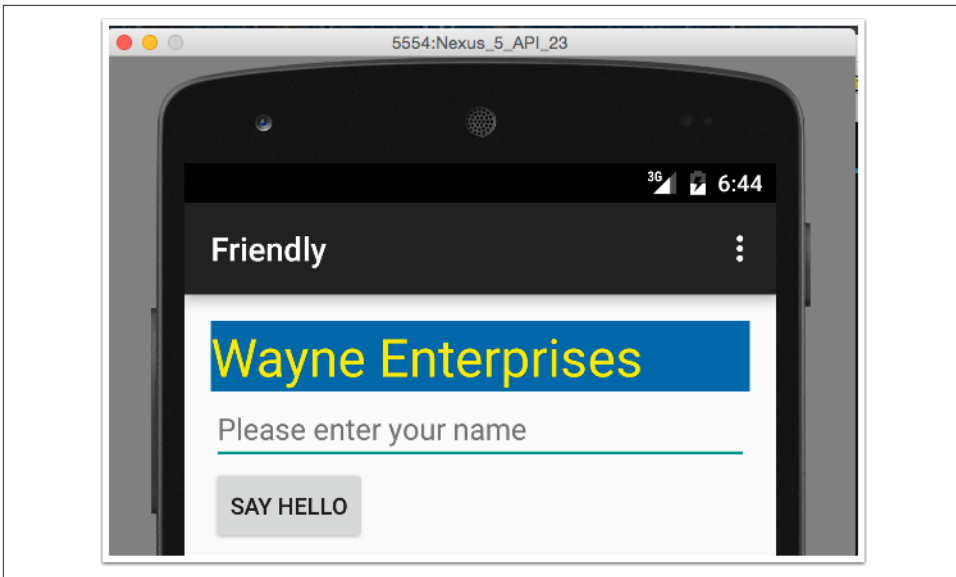 5554:Nexus_5_API_23
3G 6:44
Friendly
Wayne Enterprises
Please enter your name
SAY HELLO